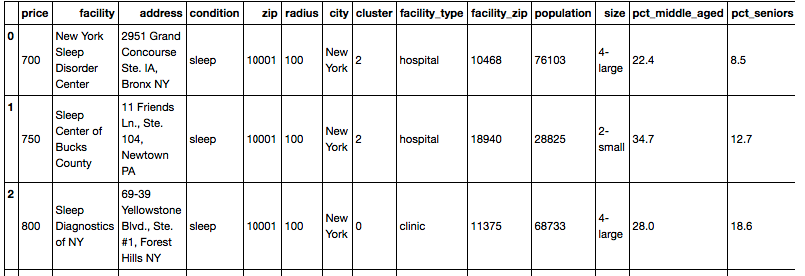 price facility address condition zip radius city cluster facility_type facility_zip population size pct_middle_aged pct_seniors
0 700 New York Sleep Disorder Center 2951 Grand Concourse Ste. IA, Bronx NY sleep 10001 100 New York 2 hospital 10468 76103 4-large 22.4 8.5
1 750 Sleep Center of Bucks County 11 Friends Ln., Ste. 104, Newtown PA sleep 10001 100 New York 2 hospital 18940 28825 2-small 34.7 12.7
2 800 Sleep Diagnostics of NY 69-39 Yellowstone Blvd., Ste. #1, Forest Hills NY sleep 10001 100 New York 0 clinic 11375 68733 4-large 28.0 18.6